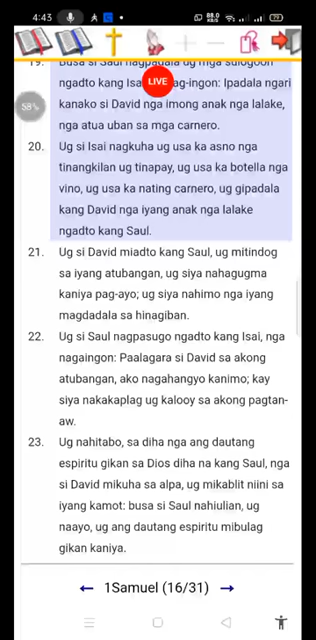 4:43
88.0
KB/S
79
LIVE
58%
19. Busa si Saul nagpadala ug mga sulogoon
ngadto kang Isai, nag-ingon: Ipadala ngari
kanako si David nga imong anak nga lalake,
nga atua uban sa mga carnero.
20. Ug si Isai nagkuha ug usa ka asno nga
tinangkilan ug tinapay, ug usa ka botella nga
vino, ug usa ka nating carnero, ug gipadala
kang David nga iyang anak nga lalake
ngadto kang Saul.
21. Ug si David miadto kang Saul, ug mitindog
sa iyang atubangan, ug siya nahagugma
kaniya pag-ayo; ug siya nahimo nga iyang
magdadala sa hinagiban.
22. Ug si Saul nagpasugo ngadto kang Isai, nga
nagaingon: Paalagara si David sa akong
atubangan, ako nagahangyo kanimo; kay
siya nakakaplag ug kalooy sa akong pagtan-
aw.
23. Ug nahitabo, sa diha nga ang dautang
espiritu gikan sa Dios diha na kang Saul, nga
si David mikuha sa alpa, ug mikablit niini sa
iyang kamot: busa si Saul nahiulian, ug
naayo, ug ang dautang espiritu mibulag
gikan kaniya.
1Samuel (16/31)